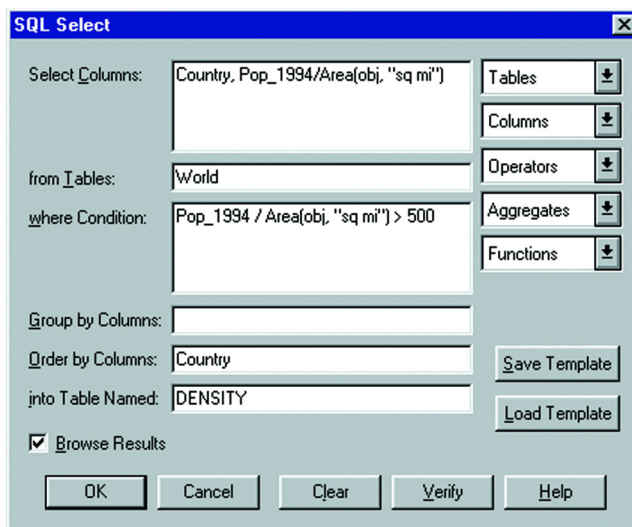 SQL Select
Select Columns:
Country, Pop_1994/Area(obj, "sq mi")
Tables
Columns
Operators
Aggregates
Functions
from Tables:
World
where Condition:
Pop_1994 / Area(obj, "sq mi") > 500
Group by Columns:
Order by Columns:
Country
into Table Named:
DENSITY
Save Template
Load Template
Browse Results
OK
Cancel
Clear
Verify
Help